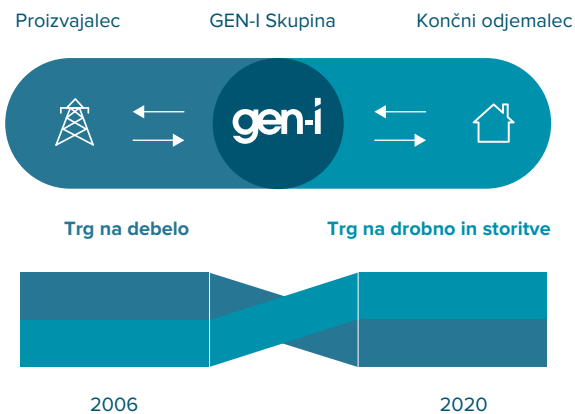 Proizvajalec GEN-I Skupina Končni odjemalec
gen-i
Trg na debelo Trg na drobno in storitve
2006 2020